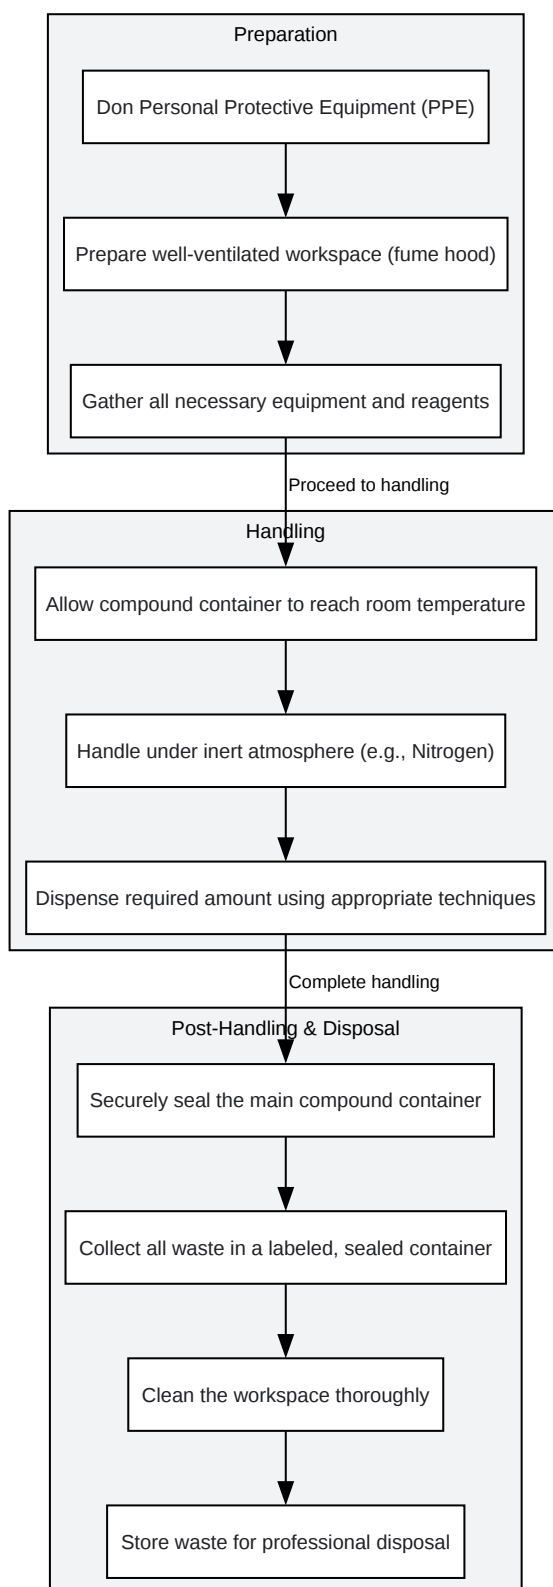 Preparation
Don Personal Protective Equipment (PPE)
Prepare well-ventilated workspace (fume hood)
Gather all necessary equipment and reagents
Proceed to handling
Handling
Allow compound container to reach room temperature
Handle under inert atmosphere (e.g., Nitrogen)
Dispense required amount using appropriate techniques
Complete handling
Post-Handling & Disposal
Securely seal the main compound container
Collect all waste in a labeled, sealed container
Clean the workspace thoroughly
Store waste for professional disposal